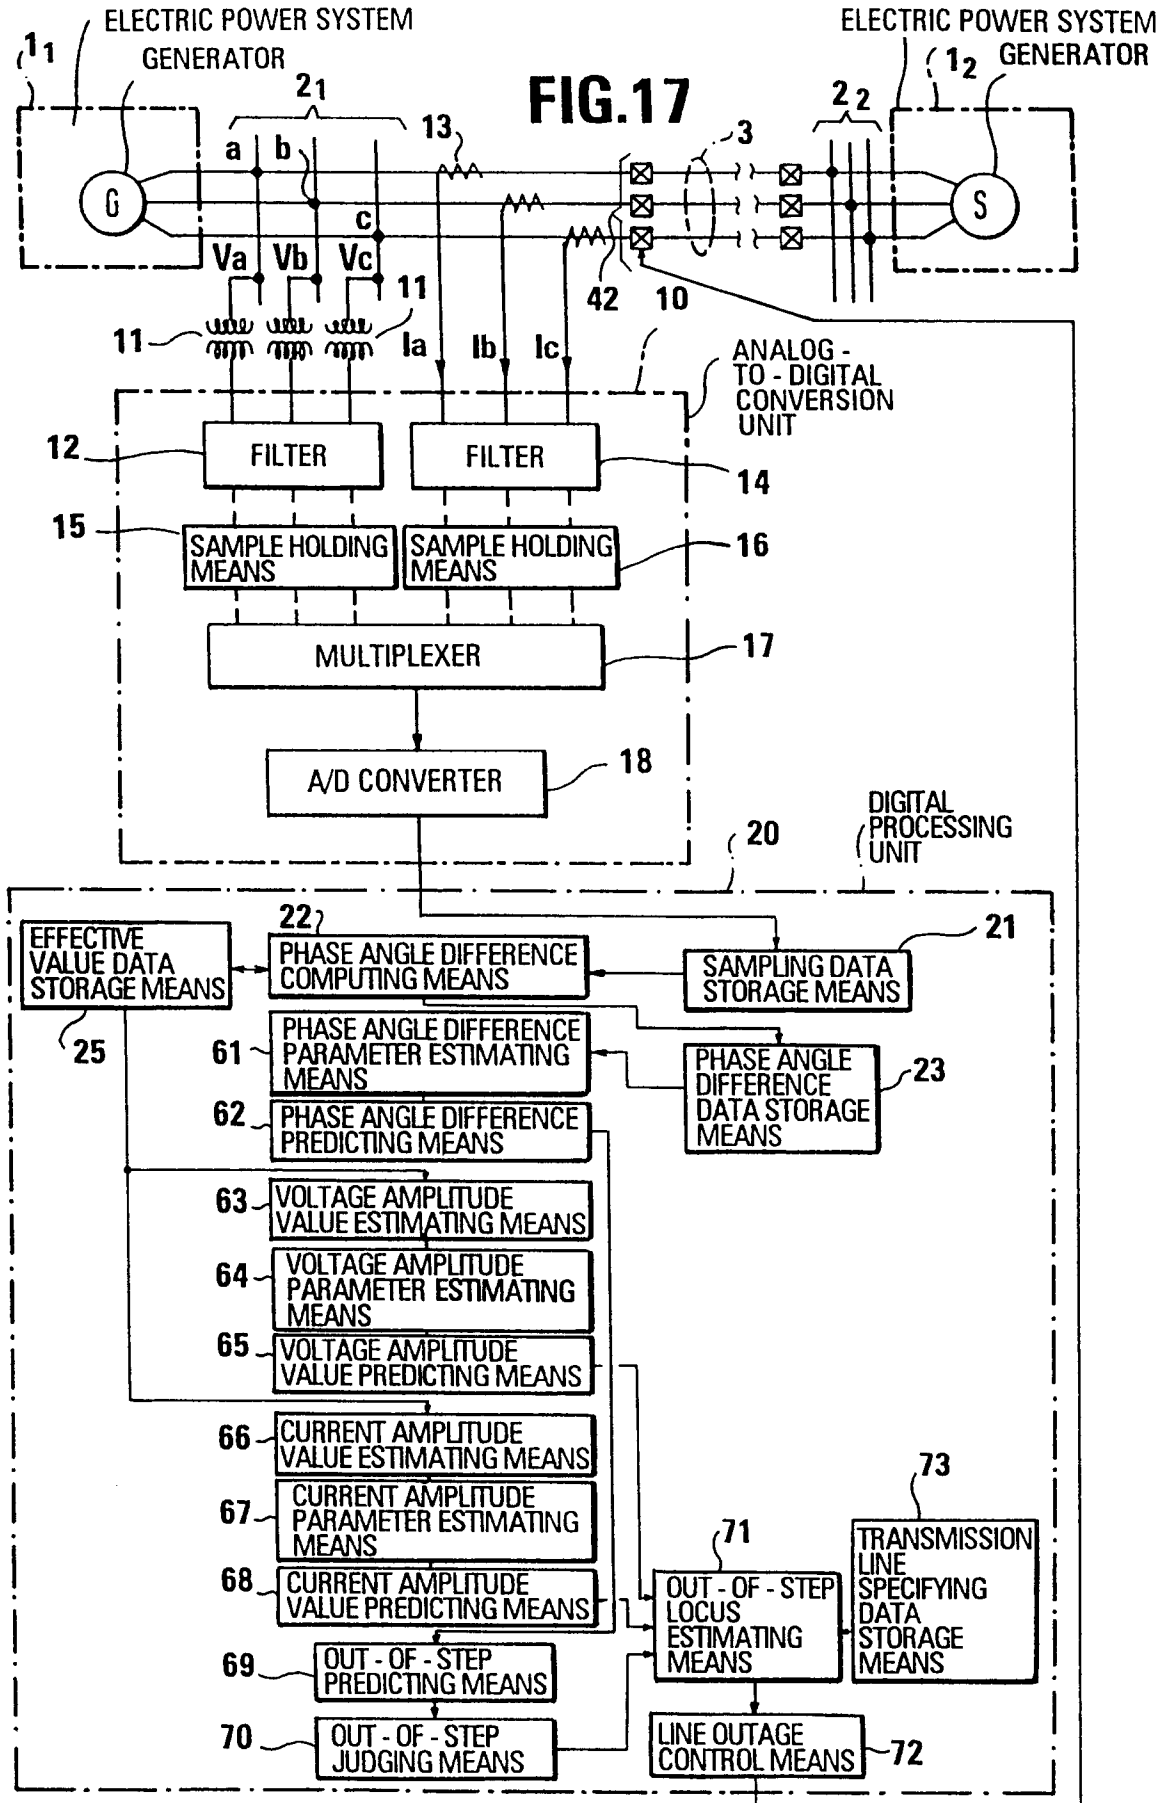 ELECTRIC POWER SYSTEM
GENERATOR
1₁
2₁
FIG.17
ELECTRIC POWER SYSTEM
GENERATOR
1₂
2₂
13
3
a
b
c
G
S
Va
Vb
Vc
42
10
11
11
Ia
Ib
Ic
ANALOG -
TO - DIGITAL
CONVERSION
UNIT
12
FILTER
FILTER
14
15
SAMPLE HOLDING
MEANS
SAMPLE HOLDING
MEANS
16
MULTIPLEXER
17
A/D CONVERTER
18
20
DIGITAL
PROCESSING
UNIT
EFFECTIVE
VALUE DATA
STORAGE MEANS
25
22
PHASE ANGLE DIFFERENCE
COMPUTING MEANS
21
SAMPLING DATA
STORAGE MEANS
61
PHASE ANGLE DIFFERENCE
PARAMETER ESTIMATING
MEANS
PHASE ANGLE
DIFFERENCE
DATA STORAGE
MEANS
23
62
PHASE ANGLE DIFFERENCE
PREDICTING MEANS
63
VOLTAGE AMPLITUDE
VALUE ESTIMATING MEANS
64
VOLTAGE AMPLITUDE
PARAMETER ESTIMATING
MEANS
65
VOLTAGE AMPLITUDE
VALUE PREDICTING MEANS
66
CURRENT AMPLITUDE
VALUE ESTIMATING MEANS
67
CURRENT AMPLITUDE
PARAMETER ESTIMATING
MEANS
68
CURRENT AMPLITUDE
VALUE PREDICTING MEANS
69
OUT - OF - STEP
PREDICTING MEANS
70
OUT - OF - STEP
JUDGING MEANS
71
OUT - OF - STEP
LOCUS
ESTIMATING
MEANS
73
TRANSMISSION
LINE
SPECIFYING
DATA
STORAGE
MEANS
LINE OUTAGE
CONTROL MEANS
72